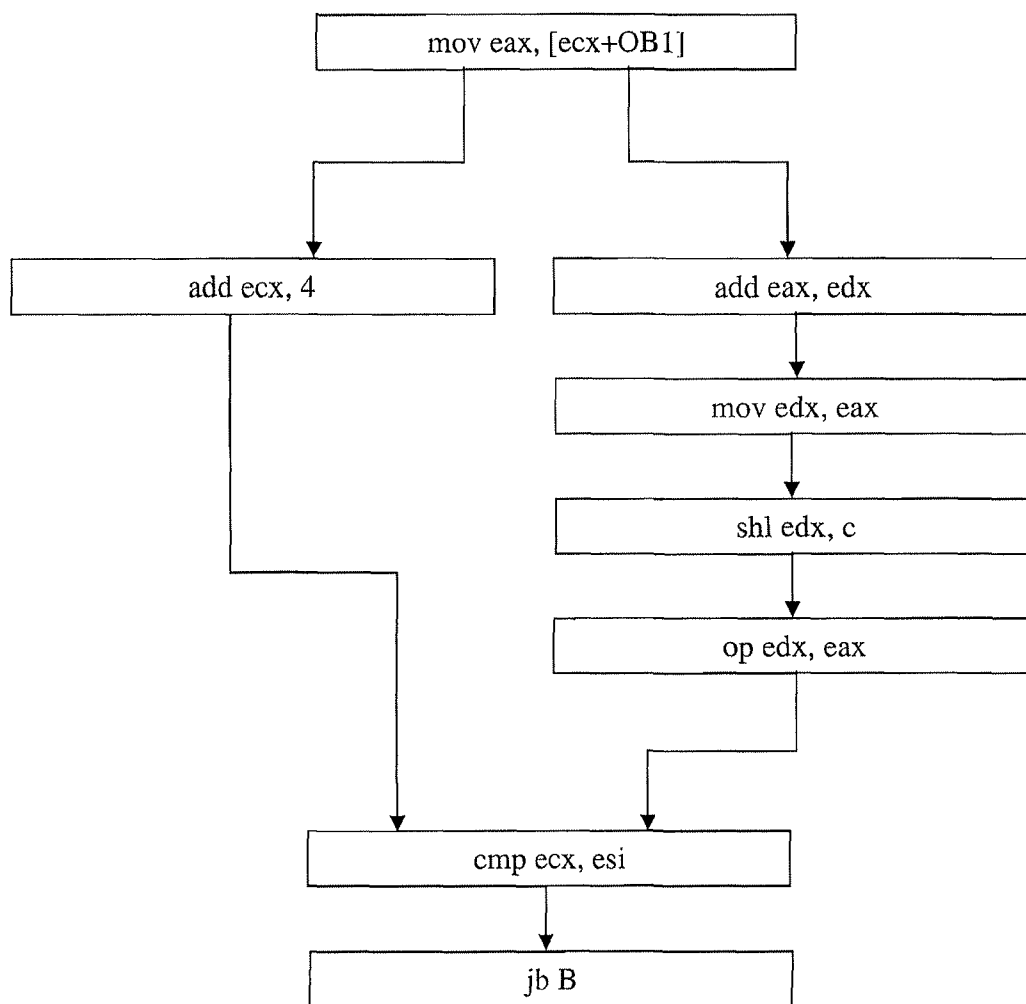 mov eax, [ecx+OB1]
add ecx, 4
add eax, edx
mov edx, eax
shl edx, c
op edx, eax
cmp ecx, esi
jb B